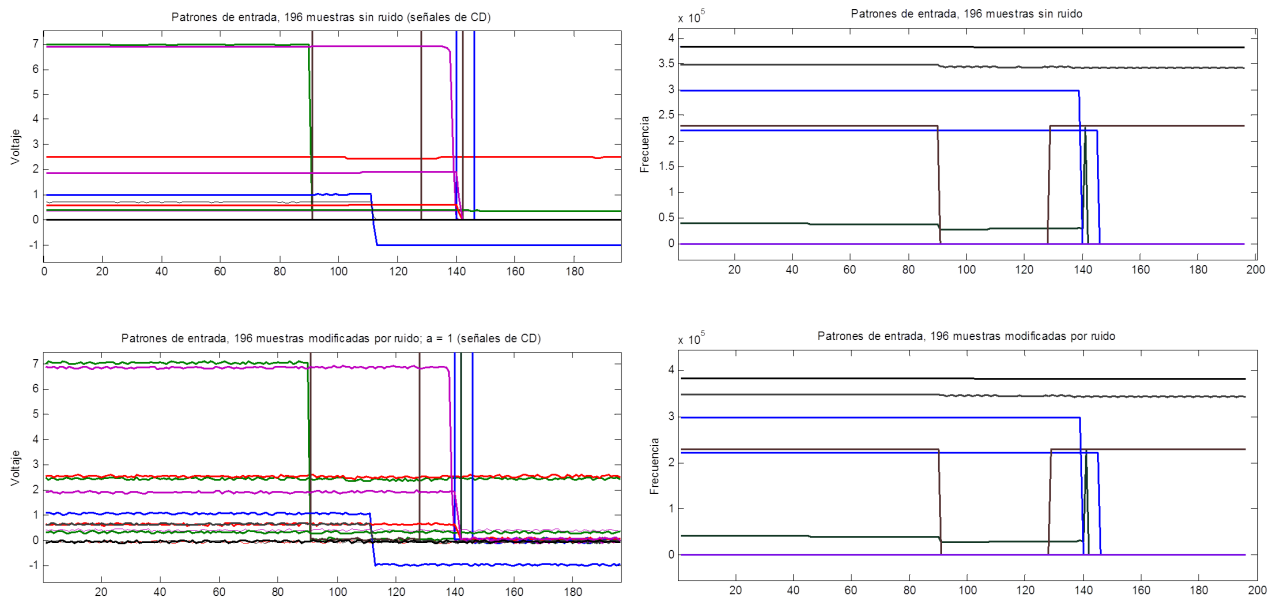 Patrones de entrada, 196 muestras sin ruido (señales de CD)
Voltaje
7
6
5
4
3
2
1
0
-1
0 20 40 60 80 100 120 140 160 180
Patrones de entrada, 196 muestras sin ruido
x 10^5
Frecuencia
4
3.5
3
2.5
2
1.5
1
0.5
0
20 40 60 80 100 120 140 160 180 200
Patrones de entrada, 196 muestras modificadas por ruido; a = 1 (señales de CD)
Voltaje
7
6
5
4
3
2
1
0
-1
20 40 60 80 100 120 140 160 180
Patrones de entrada, 196 muestras modificadas por ruido
x 10^5
Frecuencia
4
3
2
1
0
20 40 60 80 100 120 140 160 180 200